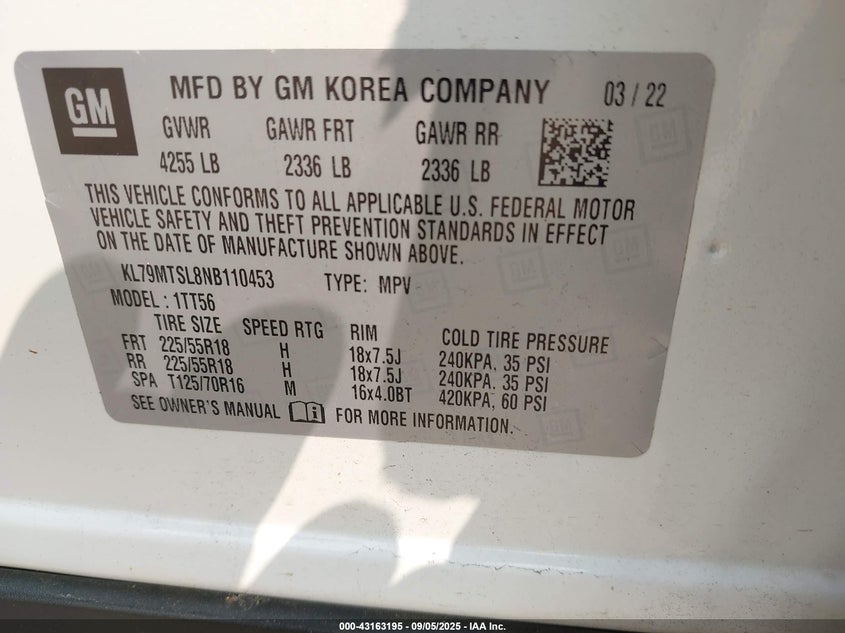 GM
MFD BY GM KOREA COMPANY 03 / 22
GVWR GAWR FRT GAWR RR
4255 LB 2336 LB 2336 LB
THIS VEHICLE CONFORMS TO ALL APPLICABLE U.S. FEDERAL MOTOR
VEHICLE SAFETY AND THEFT PREVENTION STANDARDS IN EFFECT
ON THE DATE OF MANUFACTURE SHOWN ABOVE.
KL79MTSL8NB110453 TYPE: MPV
MODEL : 1TT56
TIRE SIZE SPEED RTG RIM COLD TIRE PRESSURE
FRT 225/55R18 H 18x7.5J 240KPA, 35 PSI
RR 225/55R18 H 18x7.5J 240KPA, 35 PSI
SPA T125/70R16 M 16x4.0BT 420KPA, 60 PSI
SEE OWNER'S MANUAL FOR MORE INFORMATION.
000-43163195 - 09/05/2025 - IAA Inc.